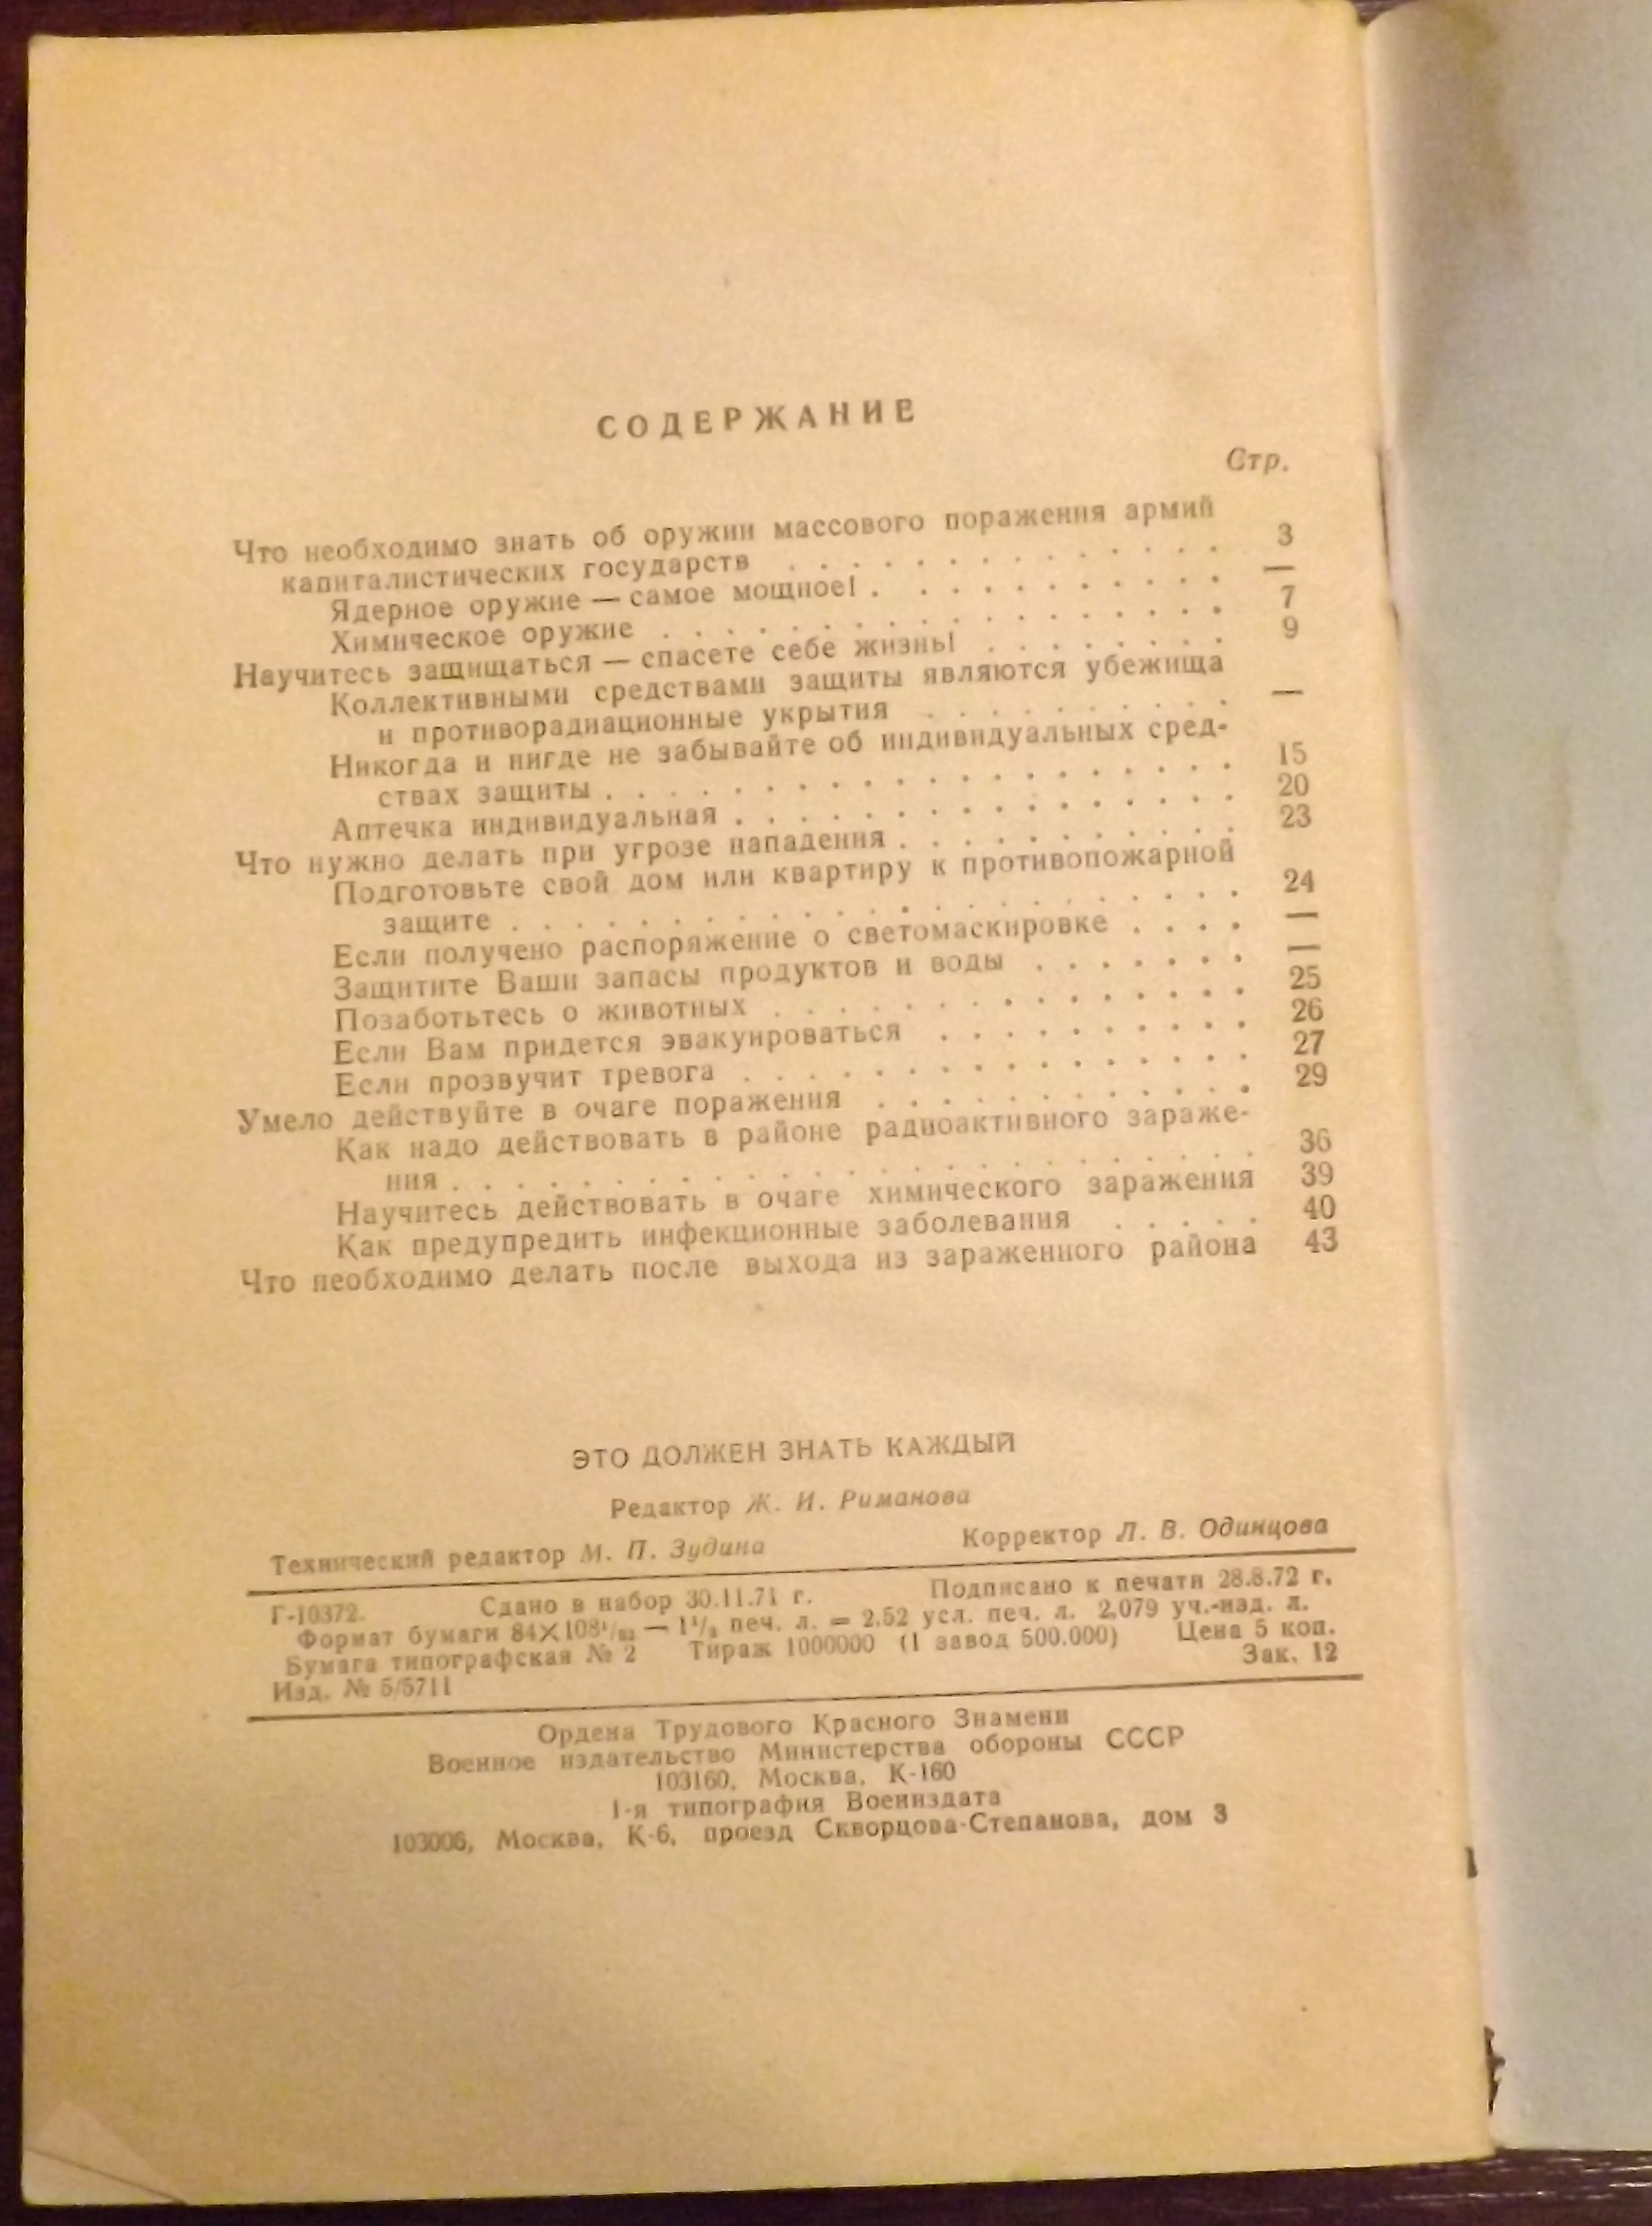 СОДЕРЖАНИЕ
Стр.
Что необходимо знать об оружии массового поражения армий
капиталистических государств . . . . . . . . . . . . . . 3
Ядерное оружие — самое мощное! . . . . . . . . . . . —
Химическое оружие . . . . . . . . . . . . . . . . . . 7
Научитесь защищаться — спасете себе жизнь! . . . . . . . . 9
Коллективными средствами защиты являются убежища
и противорадиационные укрытия . . . . . . . . . . —
Никогда и нигде не забывайте об индивидуальных сред-
ствах защиты . . . . . . . . . . . . . . . . . . . . 15
Аптечка индивидуальная . . . . . . . . . . . . . . . . 20
Что нужно делать при угрозе нападения . . . . . . . . . . . 23
Подготовьте свой дом или квартиру к противопожарной
защите . . . . . . . . . . . . . . . . . . . . . . . 24
Если получено распоряжение о светомаскировке . . . . —
Защитите Ваши запасы продуктов и воды . . . . . . . —
Позаботьтесь о животных . . . . . . . . . . . . . . . 25
Если Вам придется эвакуироваться . . . . . . . . . . 26
Если прозвучит тревога . . . . . . . . . . . . . . . . 27
Умело действуйте в очаге поражения . . . . . . . . . . . . 29
Как надо действовать в районе радиоактивного зараже-
ния . . . . . . . . . . . . . . . . . . . . . . . . . 36
Научитесь действовать в очаге химического заражения 39
Как предупредить инфекционные заболевания . . . . . 40
Что необходимо делать после выхода из зараженного района 43
ЭТО ДОЛЖЕН ЗНАТЬ КАЖДЫЙ
Редактор Ж. И. Риманова
Технический редактор М. П. Зудина Корректор Л. В. Одинцова
Г-10372. Сдано в набор 30.11.71 г. Подписано к печати 28.8.72 г.
Формат бумаги 84×108¹/₃₂ — 1¹/₂ печ. л. = 2,52 усл. печ. л. 2,079 уч.-изд. л.
Бумага типографская № 2 Тираж 1000000 (1 завод 500.000) Цена 5 коп.
Изд. № 5/5711 Зак. 12
Ордена Трудового Красного Знамени
Военное издательство Министерства обороны СССР
103160, Москва, К-160
1-я типография Воениздата
103006, Москва, К-6, проезд Скворцова-Степанова, дом 3